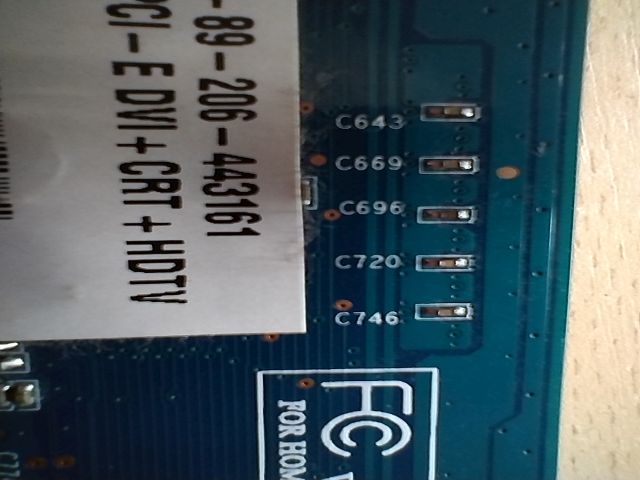 -89-206-443161
PCI-E DVI+CRT+HDTV
C643
C669
C696
C720
C746
FC
FOR HOM